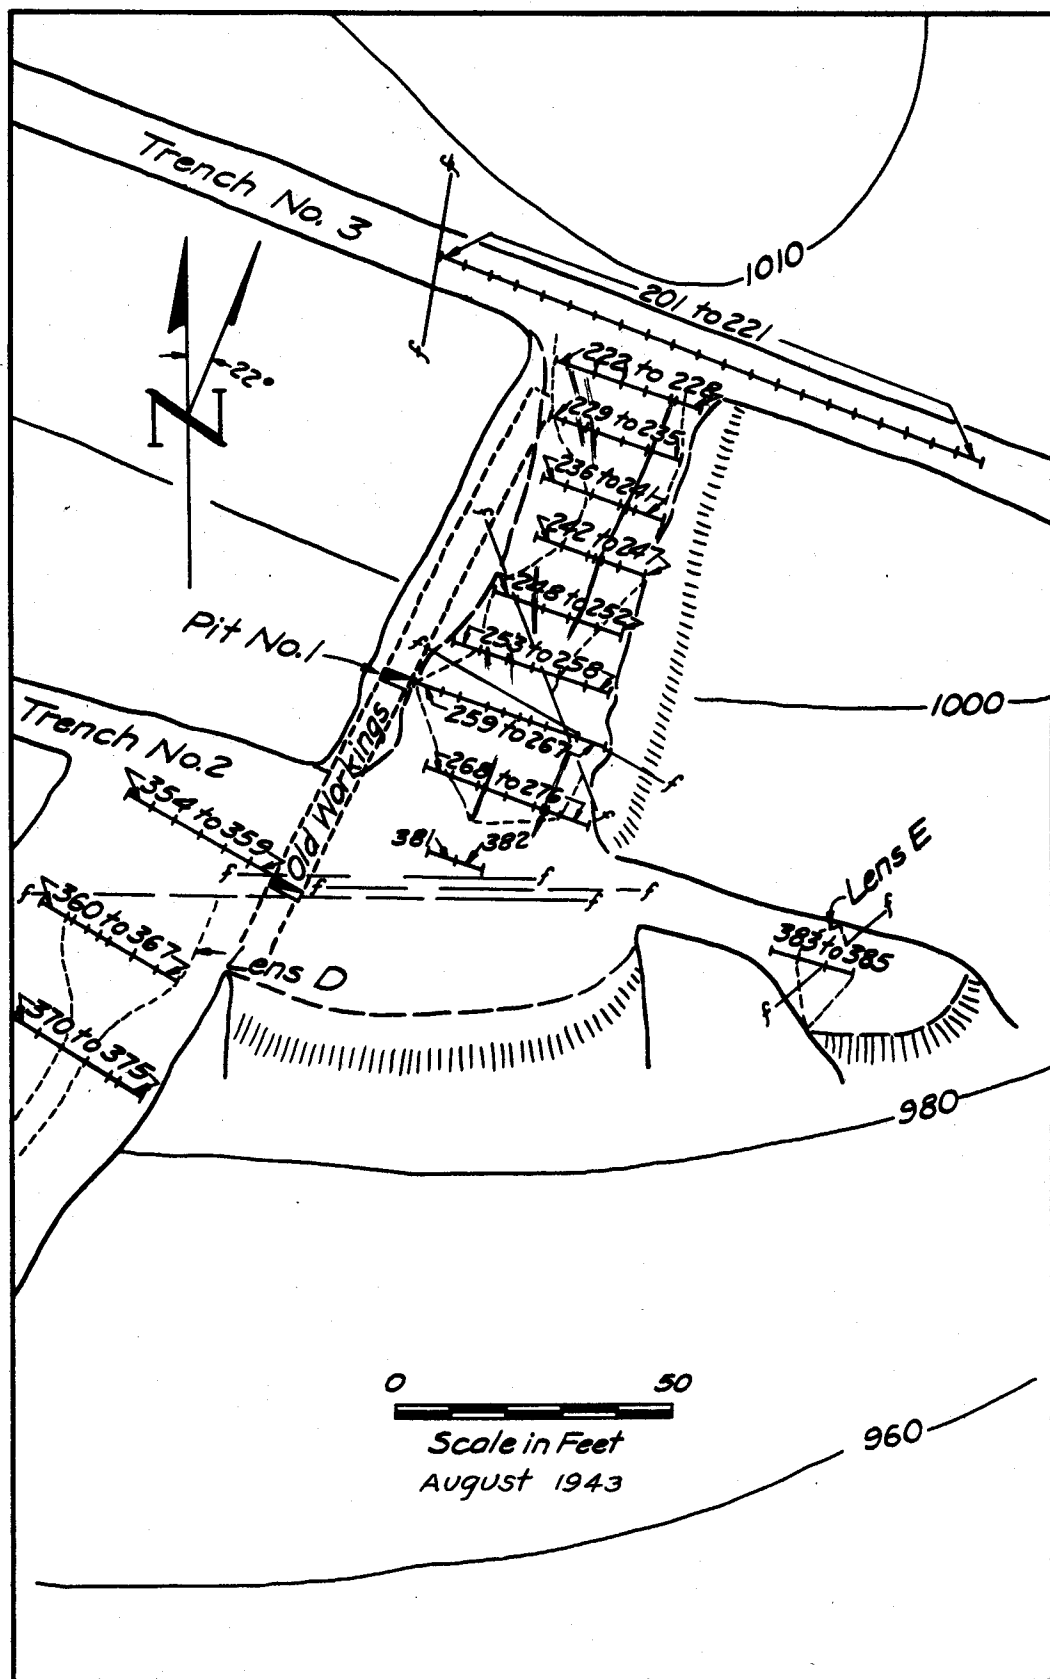 Trench No. 3
f
f
1010
201 to 221
22°
N
222 to 228
229 to 235
236 to 241
242 to 247
f
248 to 252
Pit No. 1
f
253 to 258
1000
259 to 267
Trench No. 2
Old Workings
268 to 276
f
f
354 to 359
381
382
f
f
f
f
f
f
Lens E
f
360 to 367
383 to 385
Lens D
f
370 to 375
980
0 50
Scale in Feet
August 1943
960